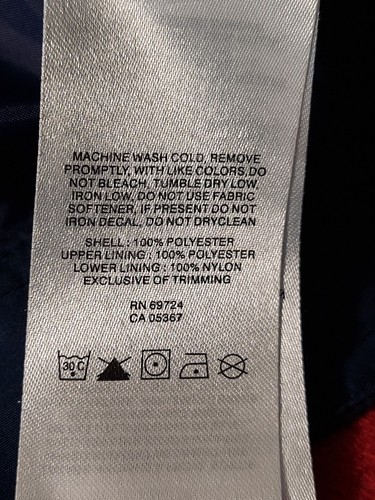 MACHINE WASH COLD, REMOVE
PROMPTLY, WITH LIKE COLORS, DO
NOT BLEACH, TUMBLE DRY LOW,
IRON LOW, DO NOT USE FABRIC
SOFTENER, IF PRESENT DO NOT
IRON DECAL, DO NOT DRYCLEAN
SHELL : 100% POLYESTER
UPPER LINING : 100% POLYESTER
LOWER LINING : 100% NYLON
EXCLUSIVE OF TRIMMING
RN 69724
CA 05367
30 C